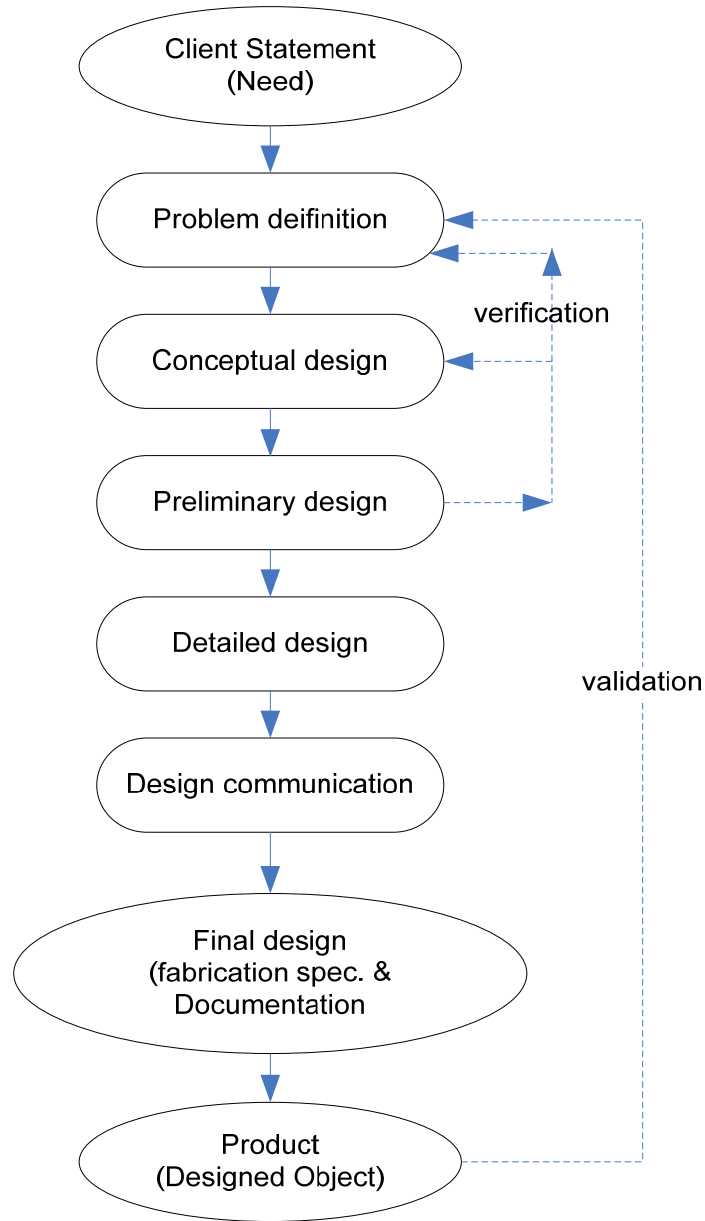 Client Statement
(Need)
Problem deifinition
verification
Conceptual design
Preliminary design
Detailed design
validation
Design communication
Final design
(fabrication spec. &
Documentation
Product
(Designed Object)